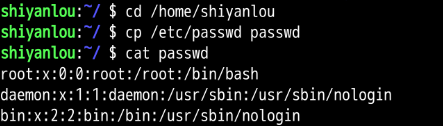 shiyanlou:~/ $ cd /home/shiyanlou
shiyanlou:~/ $ cp /etc/passwd passwd
shiyanlou:~/ $ cat passwd
root:x:0:0:root:/root:/bin/bash
daemon:x:1:1:daemon:/usr/sbin:/usr/sbin/nologin
bin:x:2:2:bin:/bin:/usr/sbin/nologin